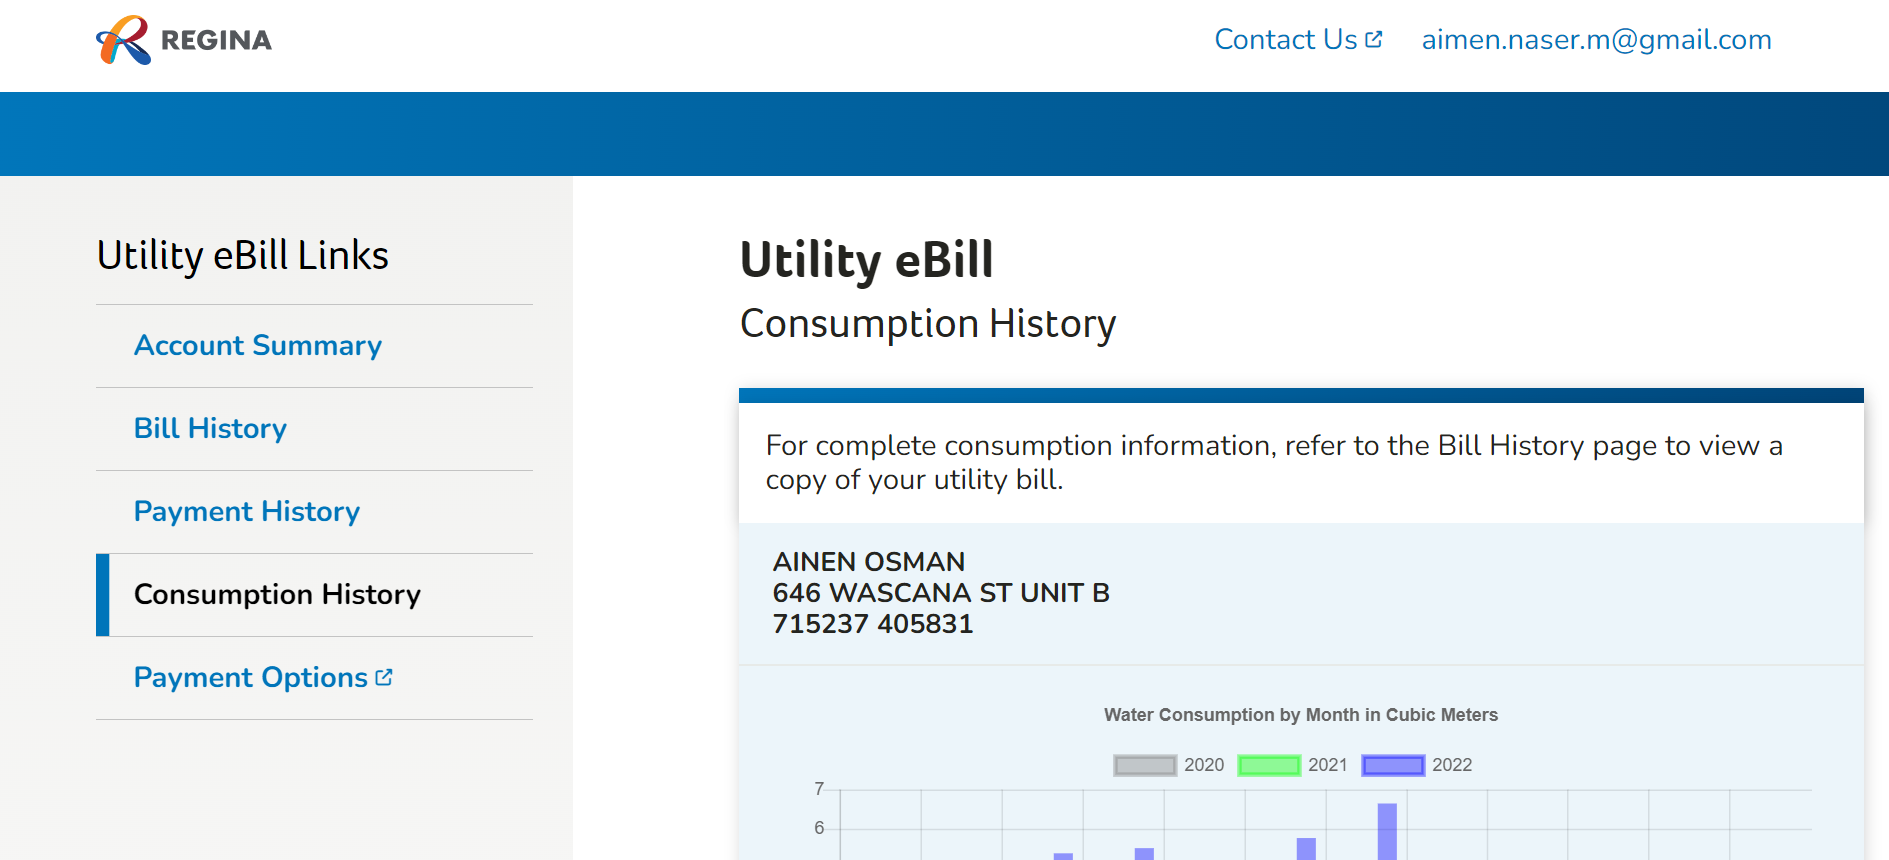 REGINA
Contact Us
aimen.naser.m@gmail.com
Utility eBill Links
Account Summary
Bill History
Payment History
Consumption History
Payment Options
Utility eBill
Consumption History
For complete consumption information, refer to the Bill History page to view a
copy of your utility bill.
AINEN OSMAN
646 WASCANA ST UNIT B
715237 405831
Water Consumption by Month in Cubic Meters
2020 2021 2022
7
6